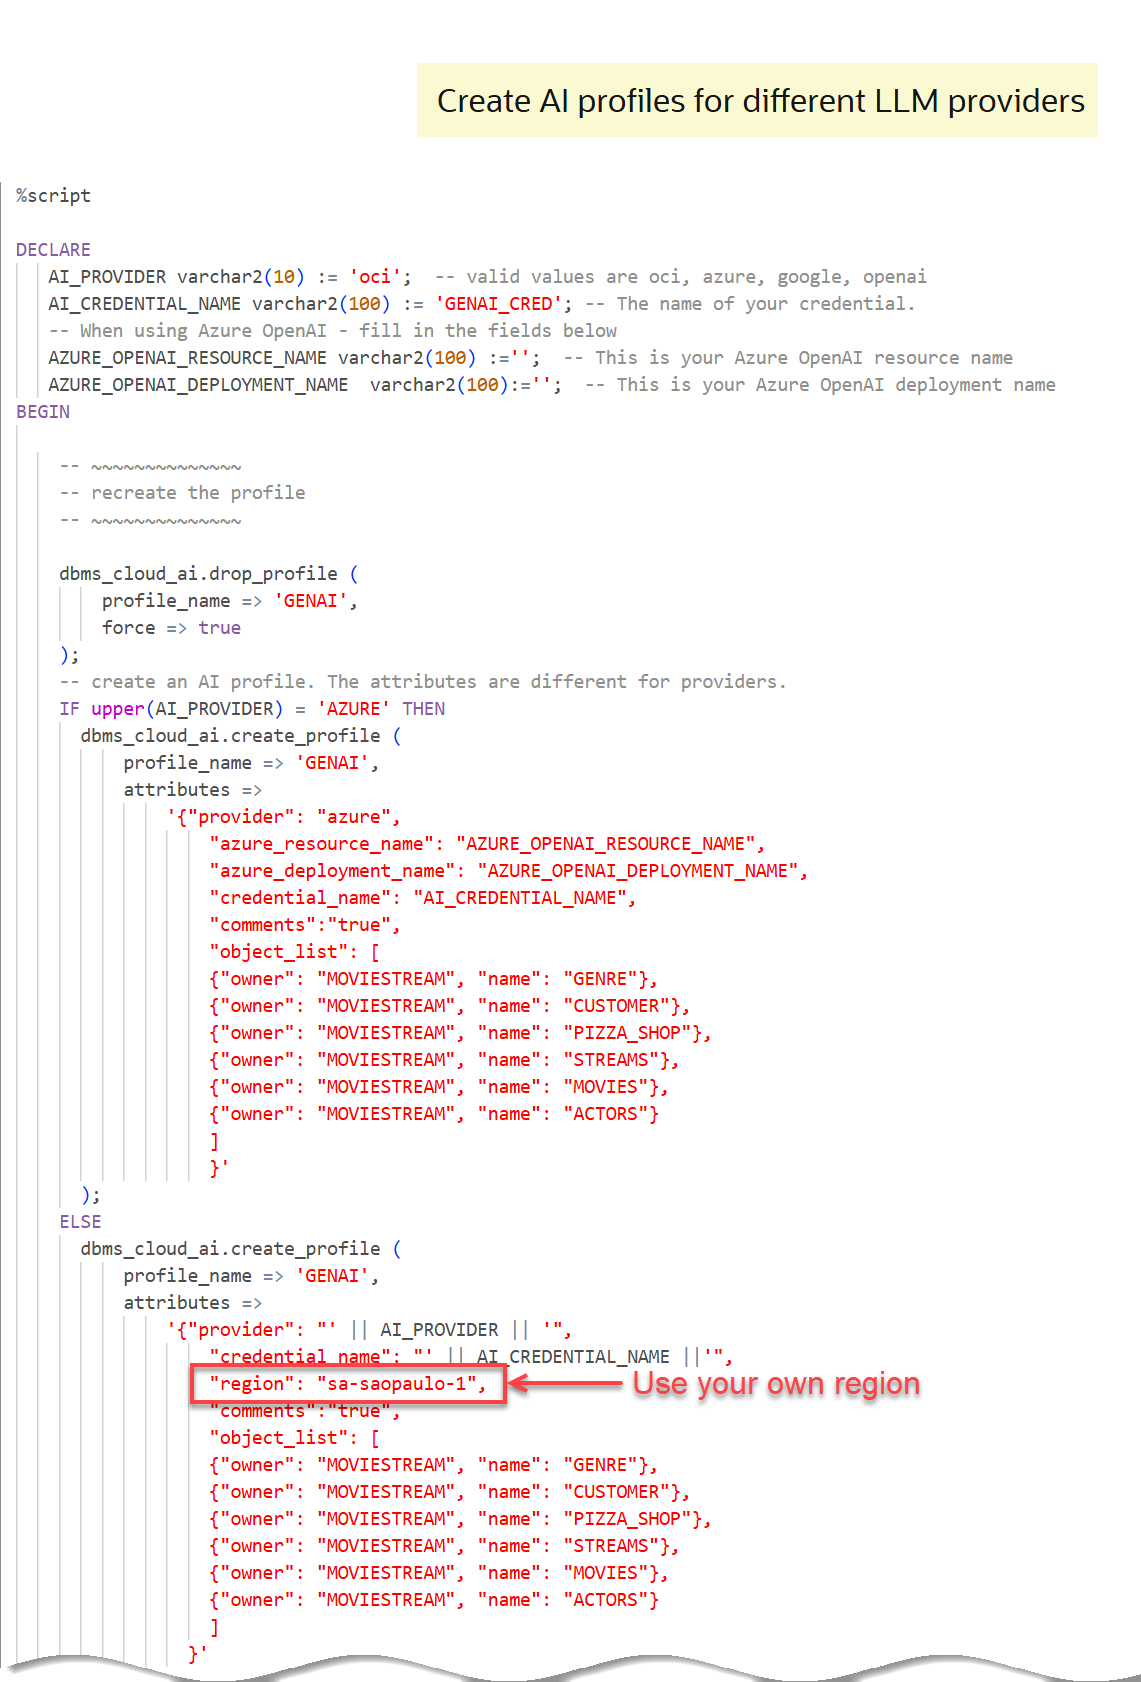 Create AI profiles for different LLM providers
%script
DECLARE
AI_PROVIDER varchar2(10) := 'oci';  -- valid values are oci, azure, google, openai
AI_CREDENTIAL_NAME varchar2(100) := 'GENAI_CRED'; -- The name of your credential.
-- When using Azure OpenAI - fill in the fields below
AZURE_OPENAI_RESOURCE_NAME varchar2(100) :='';  -- This is your Azure OpenAI resource name
AZURE_OPENAI_DEPLOYMENT_NAME  varchar2(100):='';  -- This is your Azure OpenAI deployment name
BEGIN
-- ~~~~~~~~~~~~~~
-- recreate the profile
-- ~~~~~~~~~~~~~~
dbms_cloud_ai.drop_profile (
profile_name => 'GENAI',
force => true
);
-- create an AI profile. The attributes are different for providers.
IF upper(AI_PROVIDER) = 'AZURE' THEN
dbms_cloud_ai.create_profile (
profile_name => 'GENAI',
attributes =>
'{"provider": "azure",
"azure_resource_name": "AZURE_OPENAI_RESOURCE_NAME",
"azure_deployment_name": "AZURE_OPENAI_DEPLOYMENT_NAME",
"credential_name": "AI_CREDENTIAL_NAME",
"comments":"true",
"object_list": [
{"owner": "MOVIESTREAM", "name": "GENRE"},
{"owner": "MOVIESTREAM", "name": "CUSTOMER"},
{"owner": "MOVIESTREAM", "name": "PIZZA_SHOP"},
{"owner": "MOVIESTREAM", "name": "STREAMS"},
{"owner": "MOVIESTREAM", "name": "MOVIES"},
{"owner": "MOVIESTREAM", "name": "ACTORS"}
]
}'
);
ELSE
dbms_cloud_ai.create_profile (
profile_name => 'GENAI',
attributes =>
'{"provider": "' || AI_PROVIDER || '",
"credential_name": "' || AI_CREDENTIAL_NAME ||'",
"region": "sa-saopaulo-1", Use your own region
"comments":"true",
"object_list": [
{"owner": "MOVIESTREAM", "name": "GENRE"},
{"owner": "MOVIESTREAM", "name": "CUSTOMER"},
{"owner": "MOVIESTREAM", "name": "PIZZA_SHOP"},
{"owner": "MOVIESTREAM", "name": "STREAMS"},
{"owner": "MOVIESTREAM", "name": "MOVIES"},
{"owner": "MOVIESTREAM", "name": "ACTORS"}
]
}'